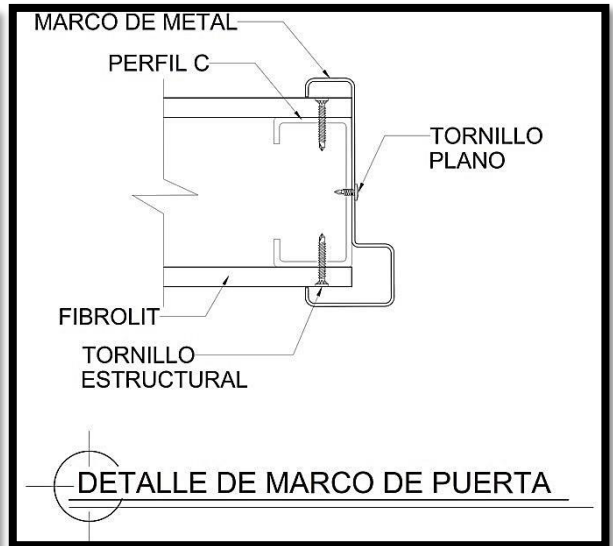 MARCO DE METAL
PERFIL C
TORNILLO
PLANO
FIBROLIT
TORNILLO
ESTRUCTURAL
DETALLE DE MARCO DE PUERTA